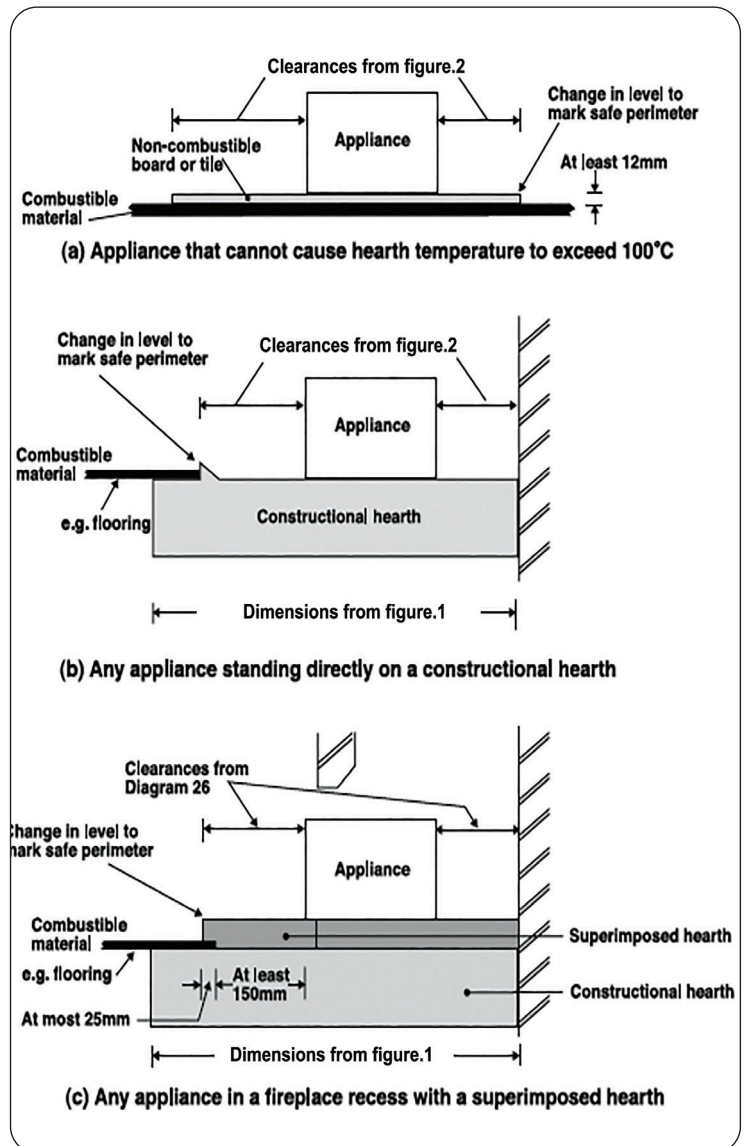 Clearances from figure.2
Change in level to
mark safe perimeter
Appliance
Non-combustible
board or tile
At least 12mm
Combustible
material
(a) Appliance that cannot cause hearth temperature to exceed 100°C
Change in level to
mark safe perimeter
Clearances from figure.2
Appliance
Combustible
material
e.g. flooring
Constructional hearth
Dimensions from figure.1
(b) Any appliance standing directly on a constructional hearth
Clearances from
Diagram 26
Change in level to
mark safe perimeter
Appliance
Combustible
material
Superimposed hearth
e.g. flooring
At least
150mm
Constructional hearth
At most 25mm
Dimensions from figure.1
(c) Any appliance in a fireplace recess with a superimposed hearth